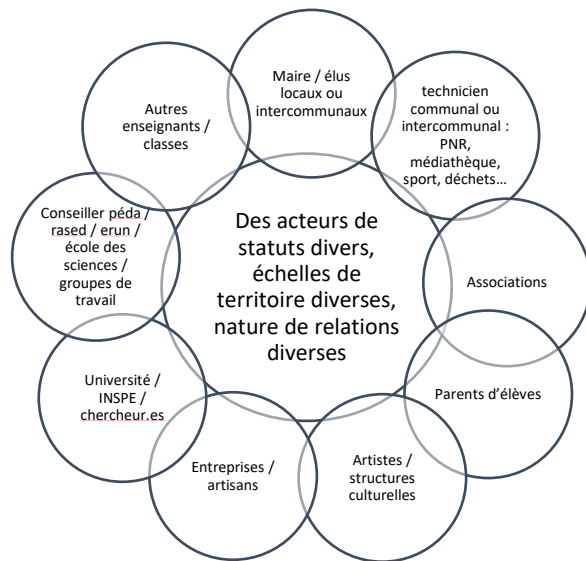 Maire / élus
locaux ou
intercommunaux
technicien
communal ou
intercommunal :
PNR,
médiathèque,
sport, déchets…
Associations
Parents d’élèves
Artistes /
structures
culturelles
Entreprises /
artisans
Université /
INSPE /
chercheur.es
Conseiller péda /
rased / erun /
école des
sciences /
groupes de
travail
Autres
enseignants /
classes
Des acteurs de
statuts divers,
échelles de
territoire diverses,
nature de relations
diverses